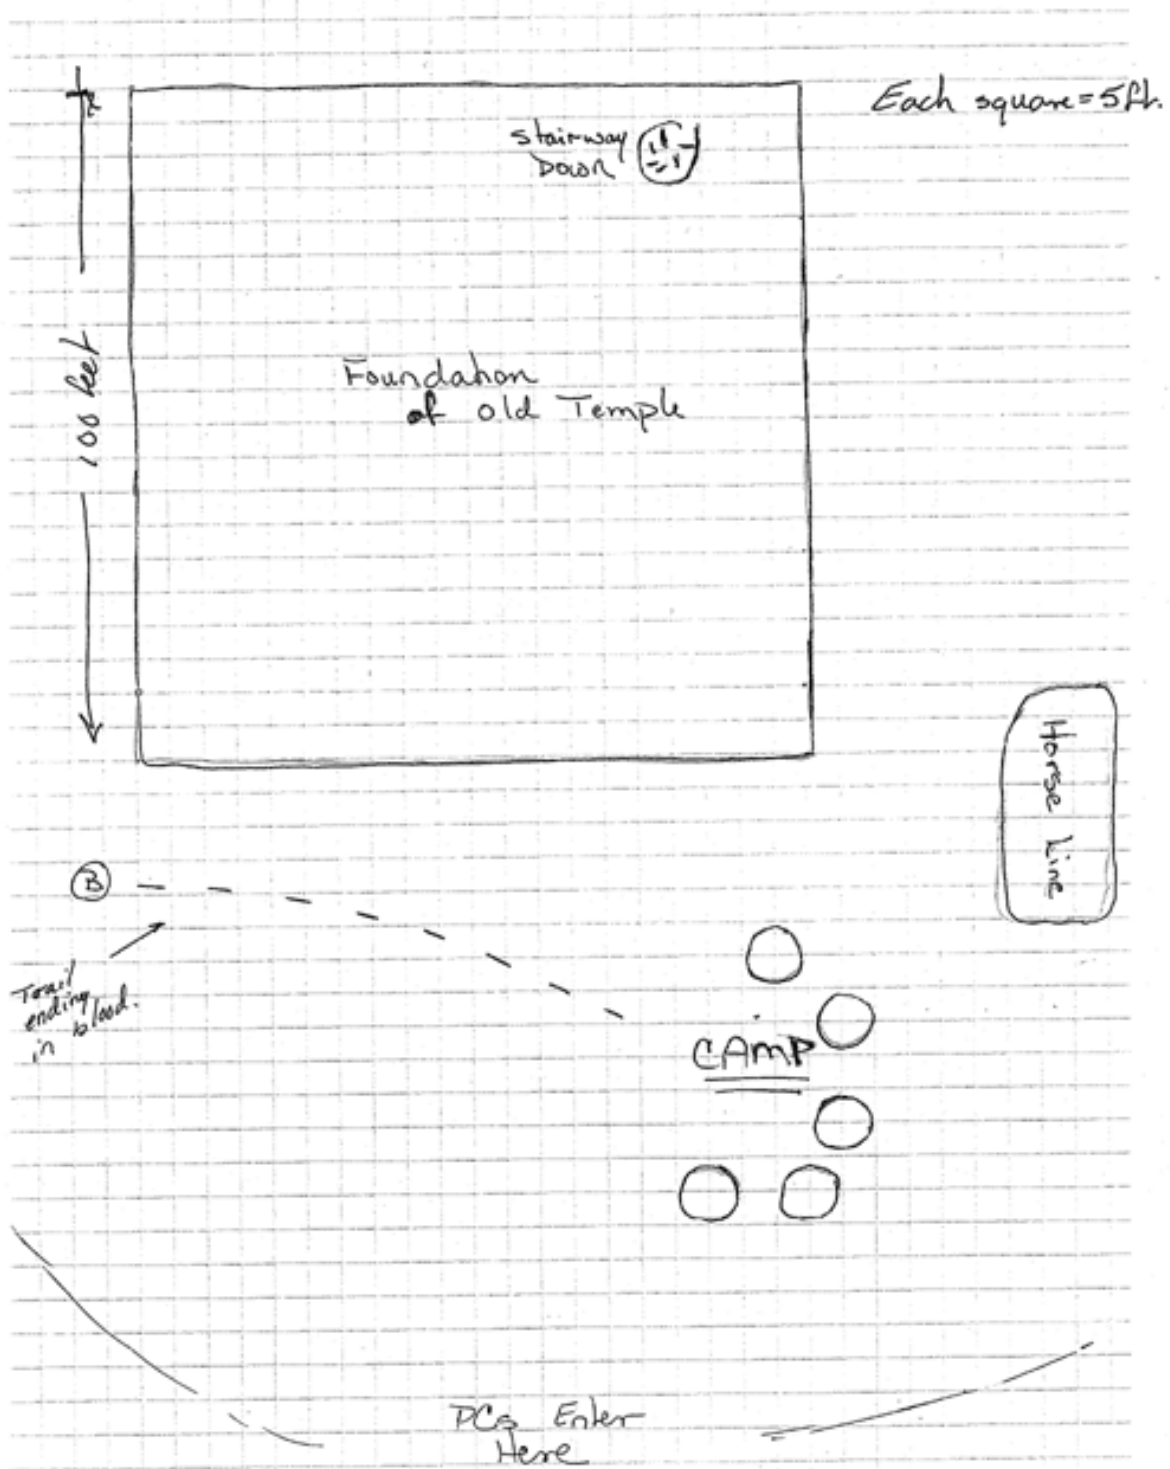 Each square = 5ft.
Stairway
Down
100 feet
Foundation
of old Temple
Horse Line
B
Trail
ending
in blood.
CAMP
PCs Enter
Here